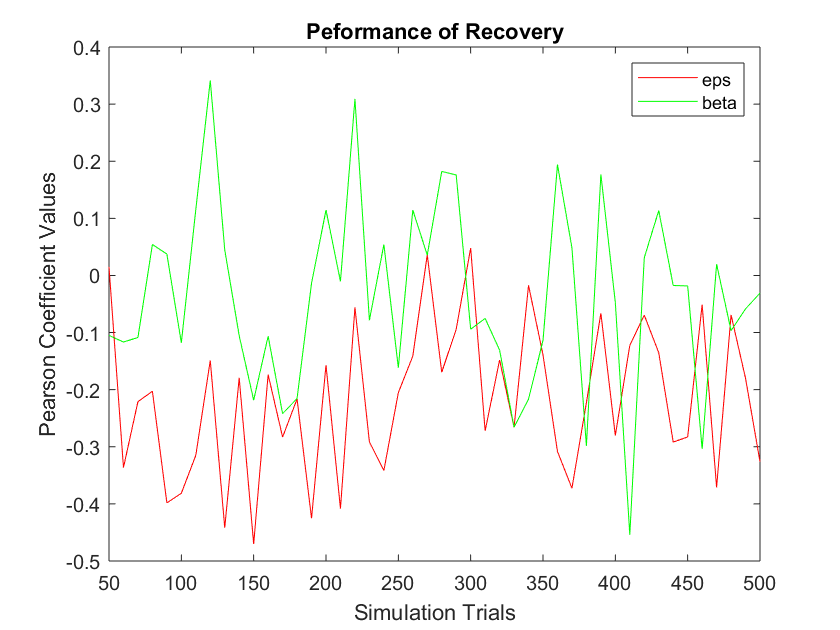 Peformance of Recovery
eps
beta
Pearson Coefficient Values
0.4
0.3
0.2
0.1
0
-0.1
-0.2
-0.3
-0.4
-0.5
50 100 150 200 250 300 350 400 450 500
Simulation Trials